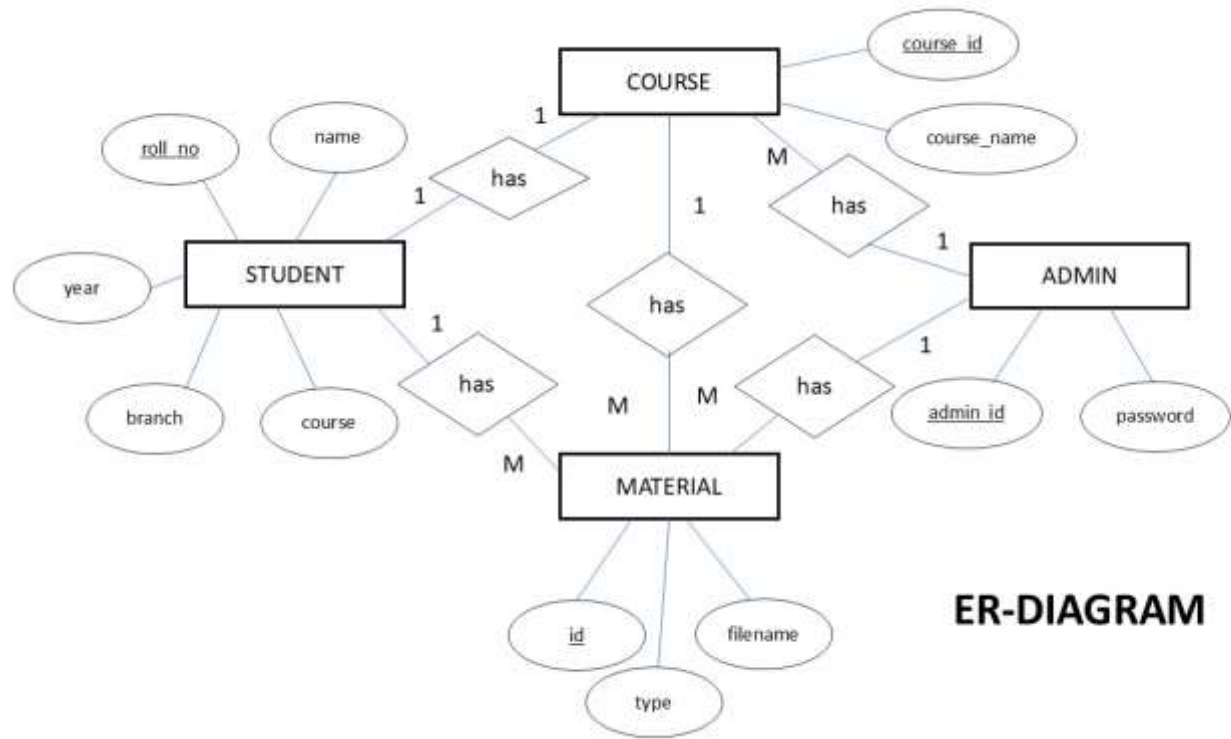 course_id
COURSE
course_name
1
M
name
roll_no
has
has
1
1
1
STUDENT
ADMIN
year
has
1
1
has
has
branch
course
M
M
admin_id
password
M
MATERIAL
id
filename
type
ER-DIAGRAM